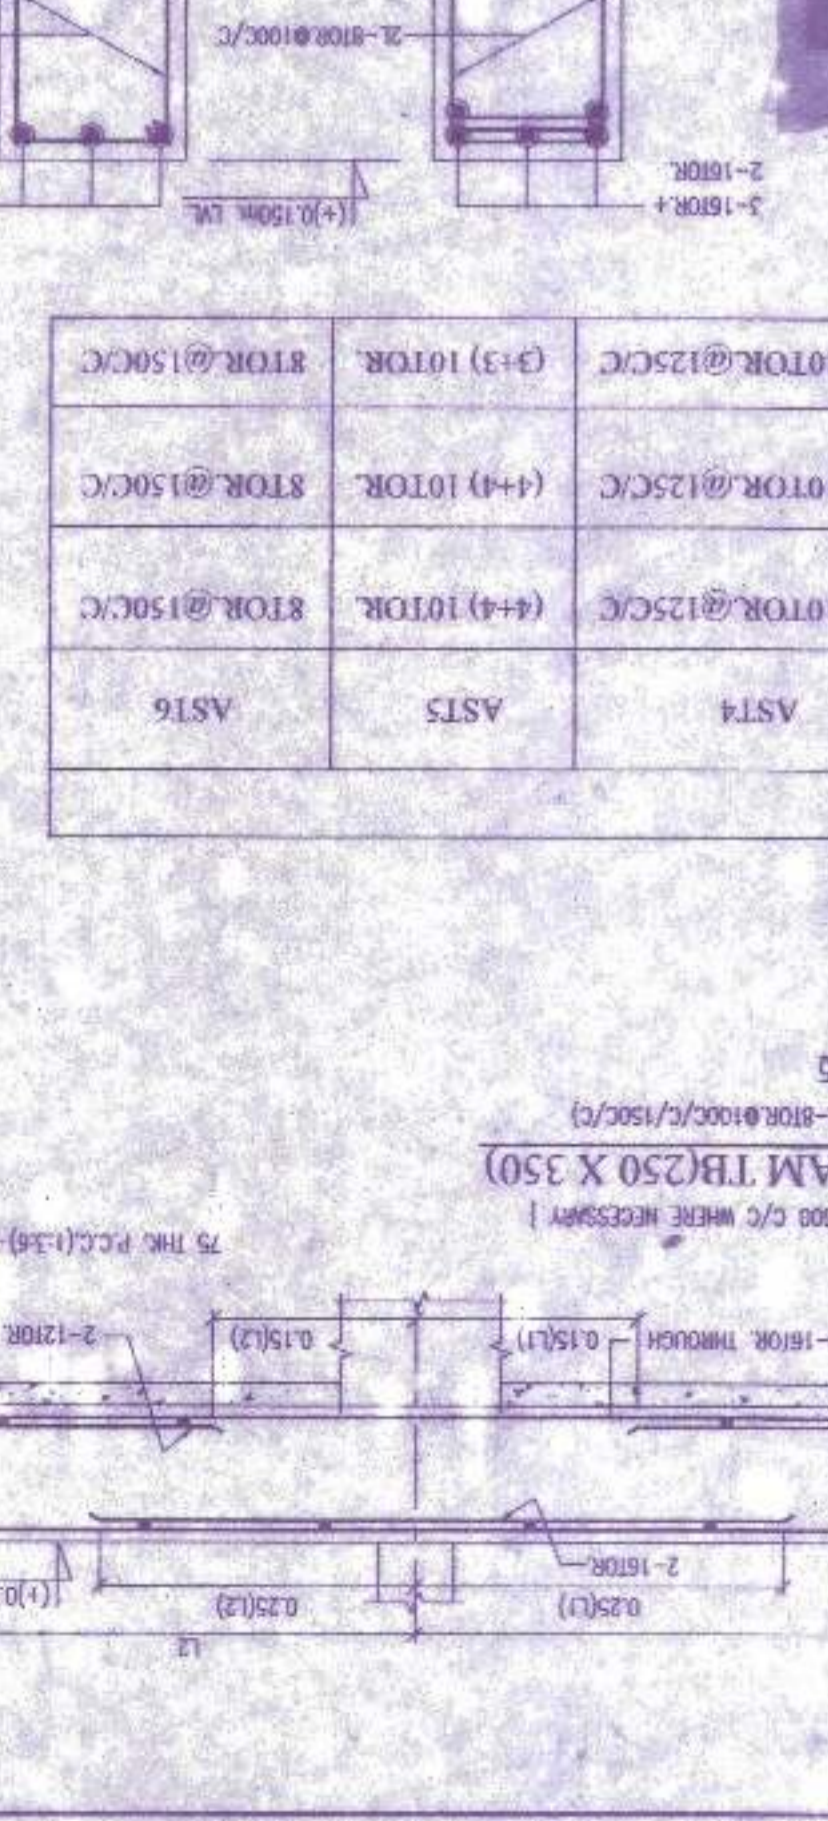 L2
0.25(L1) 0.25(L2) ((+)0.
2-16TOR.
-16TOR. THROUGH 0.15(L1) 0.15(L2) 2-12TOR.
75 THK. P.C.C.(1:3:6)-
C/C WHERE NECESSARY }
AM TB(250 X 350)
-8TOR.@100C/C/150C/C)
AST4 AST5 AST6
0TOR.@125C/C (4+4) 10TOR. 8TOR.@150C/C
0TOR.@125C/C (4+4) 10TOR. 8TOR.@150C/C
0TOR.@125C/C (3+3) 10TOR. 8TOR.@150C/C
3-16TOR.+ ((+)0.150m. LVL
2-16TOR.
2L-8TOR.@100C/C